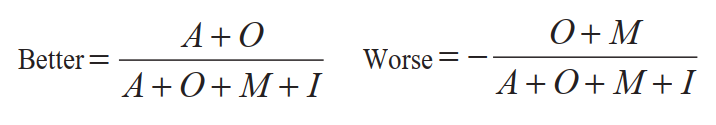 Better = (A + O) / (A + O + M + I)
Worse = − (O + M) / (A + O + M + I)